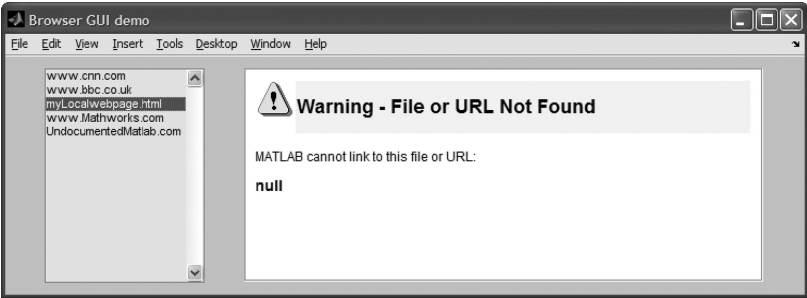 Browser GUI demo
File Edit View Insert Tools Desktop Window Help
www.cnn.com
www.bbc.co.uk
myLocalwebpage.html
www.Mathworks.com
UndocumentedMatlab.com
Warning - File or URL Not Found
MATLAB cannot link to this file or URL:
null